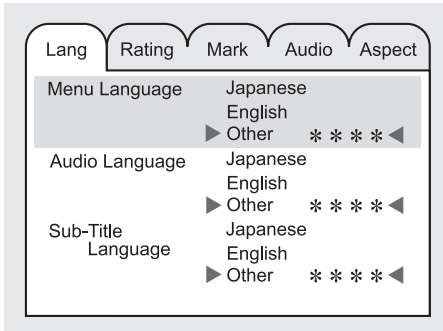 Lang Rating Mark Audio Aspect
Menu Language Japanese
English
▶ Other * * * * ◀
Audio Language Japanese
English
▶ Other * * * * ◀
Sub-Title Japanese
Language English
▶ Other * * * * ◀